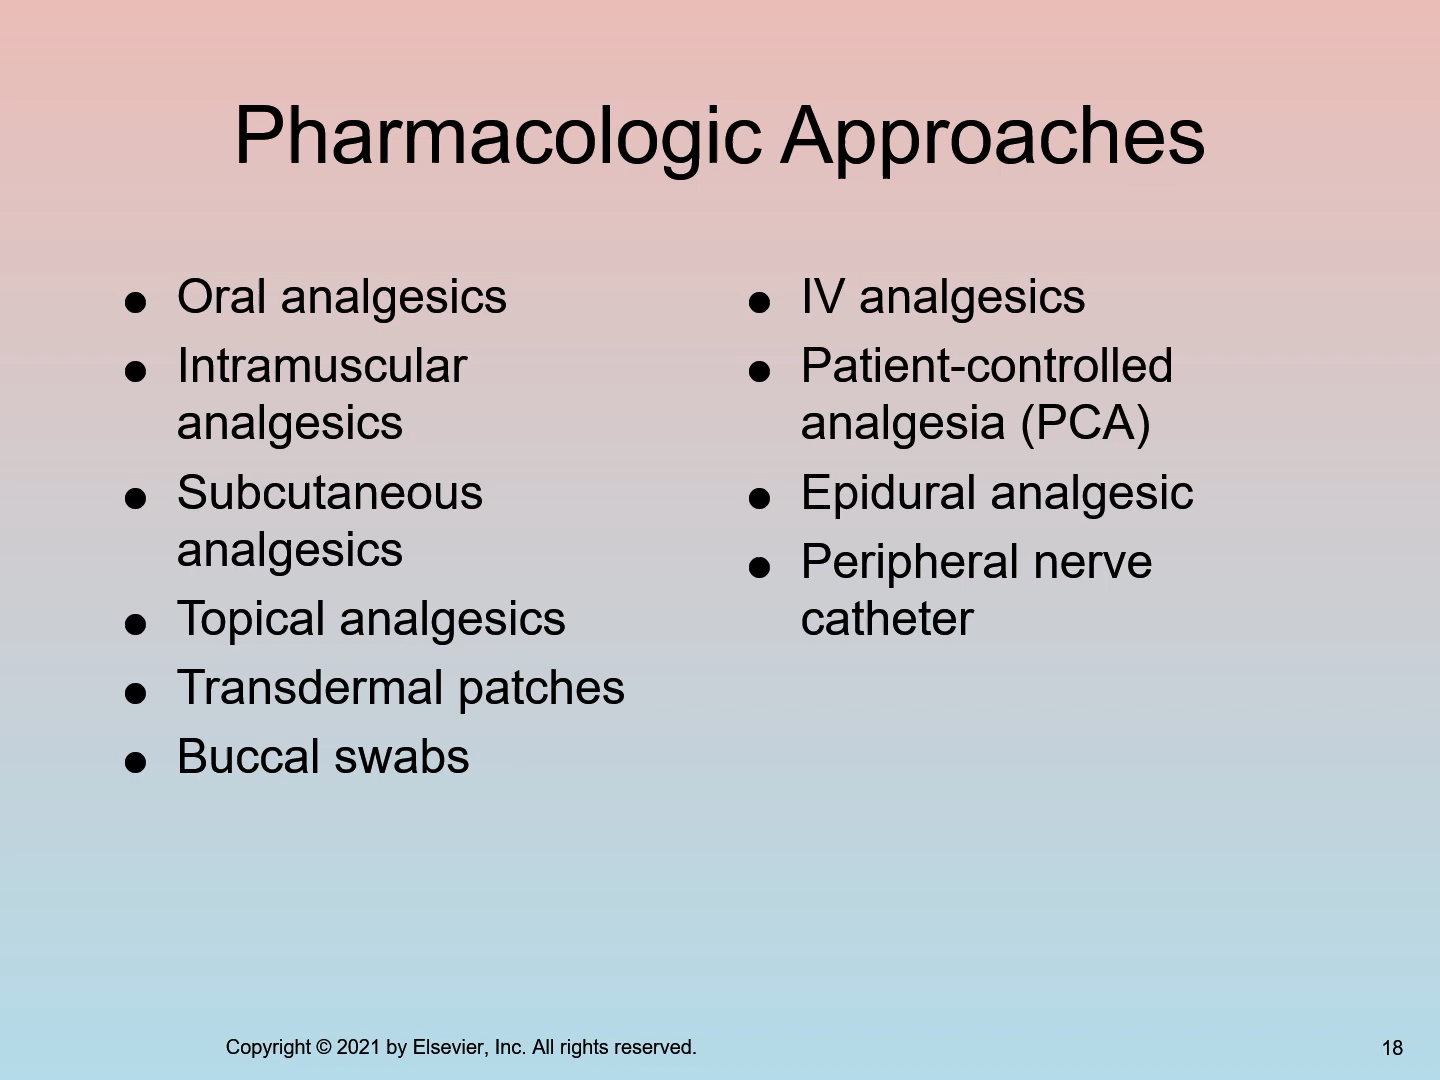 Pharmacologic Approaches
● Oral analgesics
● Intramuscular
analgesics
● Subcutaneous
analgesics
● Topical analgesics
● Transdermal patches
● Buccal swabs
● IV analgesics
● Patient-controlled
analgesia (PCA)
● Epidural analgesic
● Peripheral nerve
catheter
Copyright © 2021 by Elsevier, Inc. All rights reserved.
18